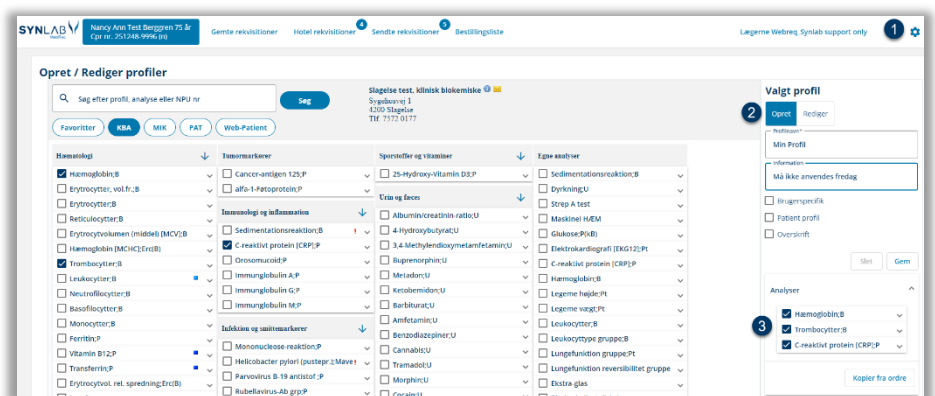 SYNLAB
WebReq
Nancy Ann Test Berggren 75 år
Cpr nr. 251248-9996 (n)
Gemte rekvisitioner
Hotel rekvisitioner
4
Sendte rekvisitioner
5
Bestillingsliste
Lægerne Webreq, Synlab support only
1
Opret / Rediger profiler
Søg efter profil, analyse eller NPU nr
Søg
Favoritter
KBA
MIK
PAT
Web-Patient
Slagelse test, klinisk biokemiske
Sygehusvej 1
4200 Slagelse
Tlf. 7572 0177
Hæmatologi
Hæmoglobin;B
Erytrocytter, vol.fr.;B
Erytrocytter;B
Reticulocytter;B
Erytrocytvolumen (middel) [MCV];B
Hæmoglobin [MCHC];Erc(B)
Trombocytter;B
Leukocytter;B
Neutrofilocytter;B
Basofilocytter;B
Monocytter;B
Ferritin;P
Vitamin B12;P
Transferrin;P
Erytrocytvol. rel. spredning;Erc(B)
Tumormarkører
Cancer-antigen 125;P
alfa-1-Føtoprotein;P
Immunologi og inflammation
Sedimentationsreaktion;B !
C-reaktivt protein [CRP];P
Orosomucoid;P
Immunglobulin A;P
Immunglobulin G;P
Immunglobulin M;P
Infektion og smittemarkører
Mononucleose-reaktion;P
Helicobacter pylori (pustepr.);Mave !
Parvovirus B-19 antistof ;P
Rubellavirus-Ab grp;P
Sporstoffer og vitaminer
25-Hydroxy-Vitamin D3;P
Urin og fæces
Albumin/creatinin-ratio;U
4-Hydroxybutyrat;U
3,4-Methylendioxymetamfetamin;U
Buprenorphin;U
Metadon;U
Ketobemidon;U
Barbiturat;U
Amfetamin;U
Benzodiazepiner;U
Cannabis;U
Tramadol;U
Morphin;U
Cocain;U
Egne analyser
Sedimentationsreaktion;B
Dyrkning;U
Strep A test
Maskinel H/ÆM
Glukose;P(kB)
Elektrokardiografi [EKG12];Pt
C-reaktivt protein [CRP];P
Hæmoglobin;B
Legeme højde;Pt
Legeme vægt;Pt
Leukocytter;B
Leukocyttype gruppe;B
Lungefunktion gruppe;Pt
Lungefunktion reversibilitet gruppe
Ekstra glas
Valgt profil
2
Opret
Rediger
Profilnavn*
Min Profil
Information
Må ikke anvendes fredag
Brugerspecifik
Patient profil
Overskrift
Slet
Gem
Analyser
3
Hæmoglobin;B
Trombocytter;B
C-reaktivt protein [CRP];P
Kopier fra ordre